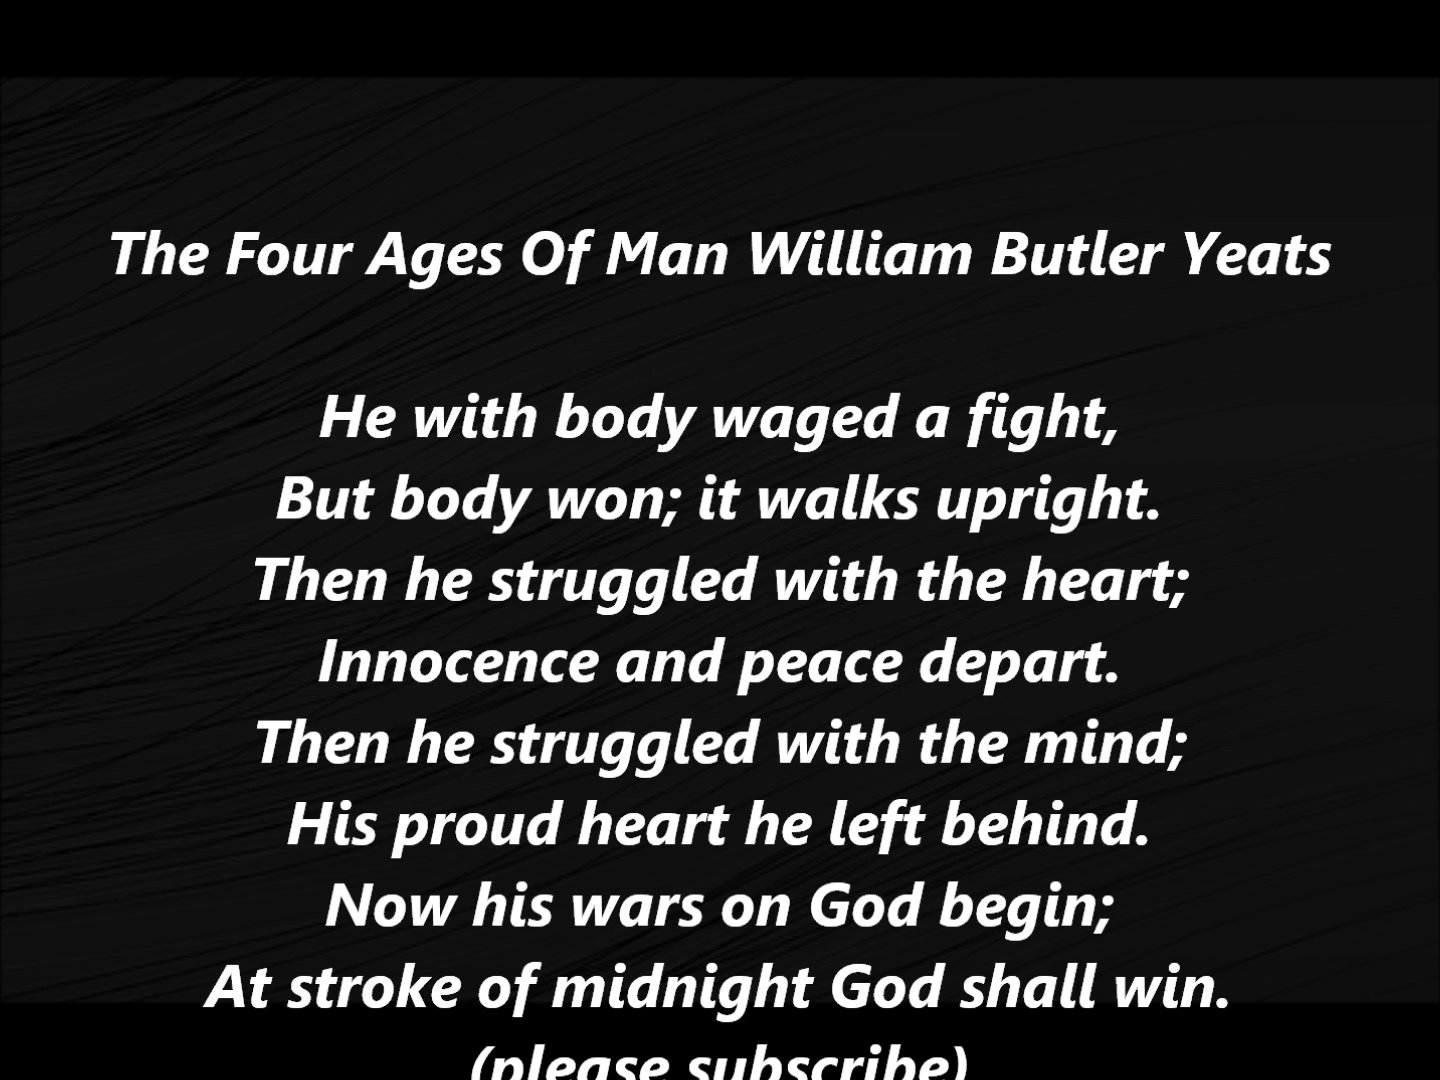 The Four Ages Of Man William Butler Yeats
He with body waged a fight,
But body won; it walks upright.
Then he struggled with the heart;
Innocence and peace depart.
Then he struggled with the mind;
His proud heart he left behind.
Now his wars on God begin;
At stroke of midnight God shall win.
(please subscribe)